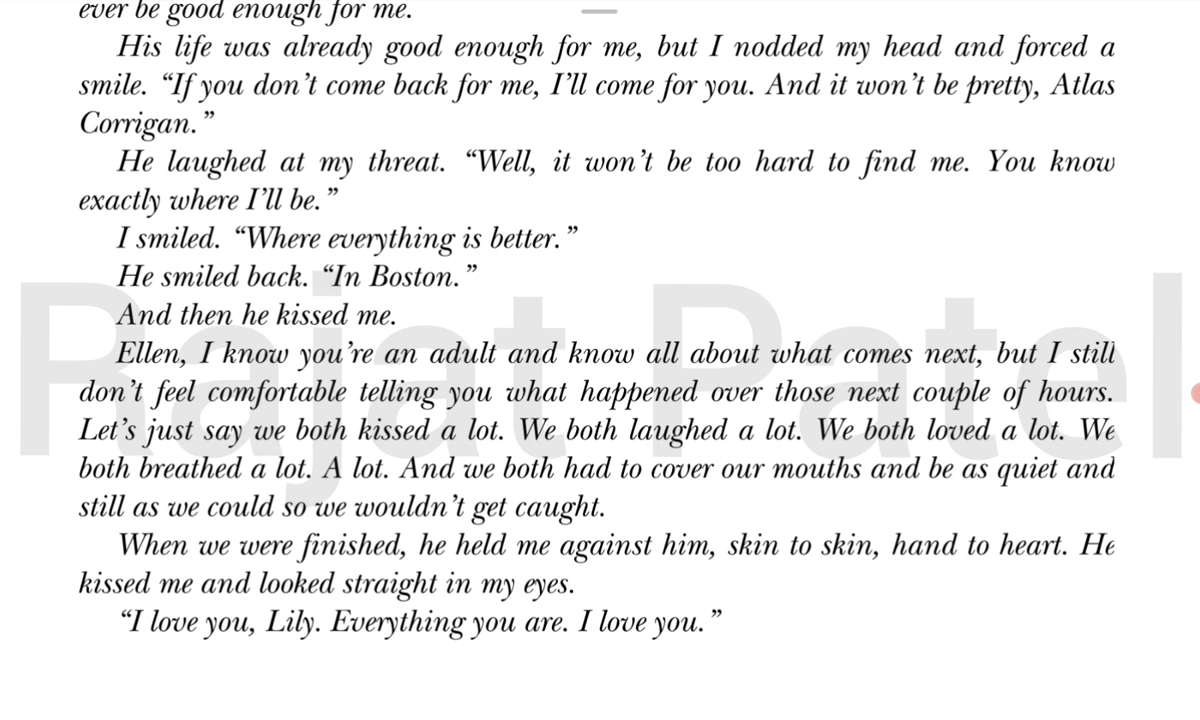 ever be good enough for me.
His life was already good enough for me, but I nodded my head and forced a
smile. “If you don’t come back for me, I’ll come for you. And it won’t be pretty, Atlas
Corrigan.”
He laughed at my threat. “Well, it won’t be too hard to find me. You know
exactly where I’ll be.”
I smiled. “Where everything is better.”
He smiled back. “In Boston.”
And then he kissed me.
Ellen, I know you’re an adult and know all about what comes next, but I still
don’t feel comfortable telling you what happened over those next couple of hours.
Let’s just say we both kissed a lot. We both laughed a lot. We both loved a lot. We
both breathed a lot. A lot. And we both had to cover our mouths and be as quiet and
still as we could so we wouldn’t get caught.
When we were finished, he held me against him, skin to skin, hand to heart. He
kissed me and looked straight in my eyes.
“I love you, Lily. Everything you are. I love you.”
Rajat Patel